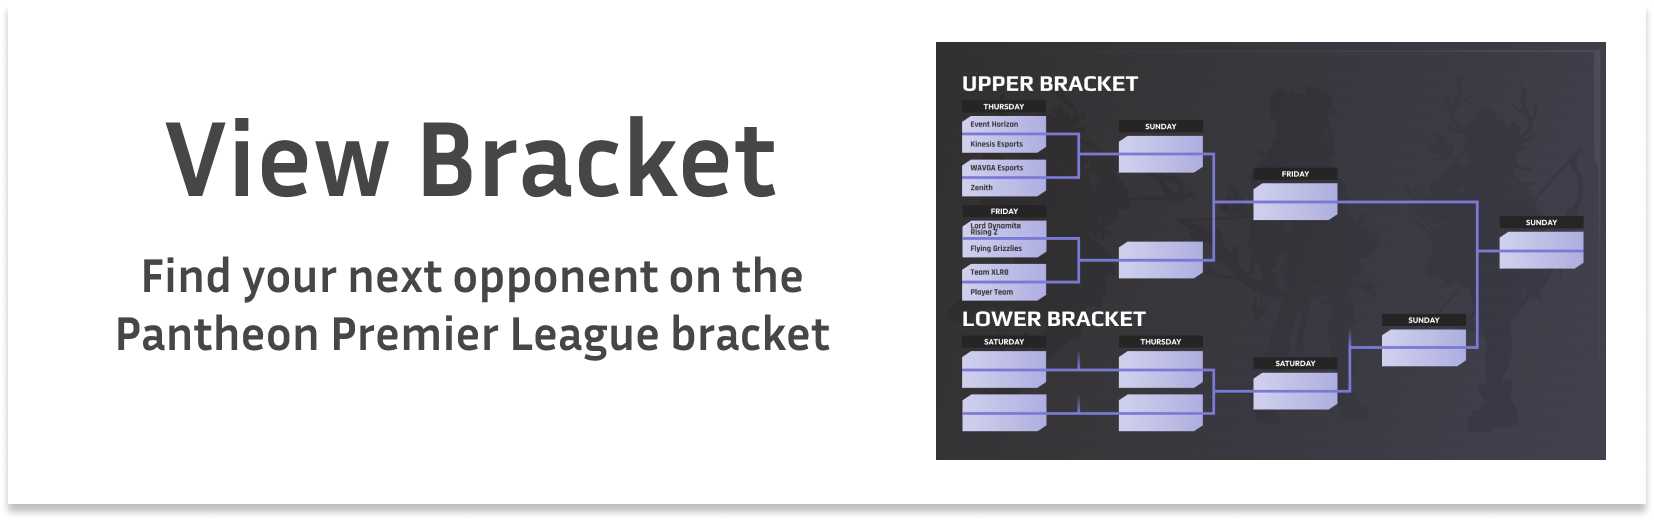 View Bracket
Find your next opponent on the
Pantheon Premier League bracket
UPPER BRACKET
THURSDAY
Event Horizon
Kinesis Esports
WAVGA Esports
Zenith
FRIDAY
Lord Dynamite
Rising Z
Flying Grizzlies
Team XLR8
Player Team
SUNDAY
FRIDAY
SUNDAY
LOWER BRACKET
SATURDAY
THURSDAY
SATURDAY
SUNDAY